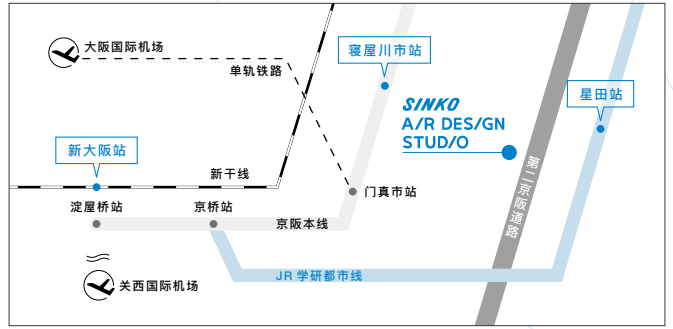 大阪国际机场
单轨铁路
寝屋川市站
SINKO
A/R DES/GN
STUD/O
星田站
新大阪站
新干线
第二京阪道路
淀屋桥站
京桥站
门真市站
京阪本线
JR 学研都市线
关西国际机场